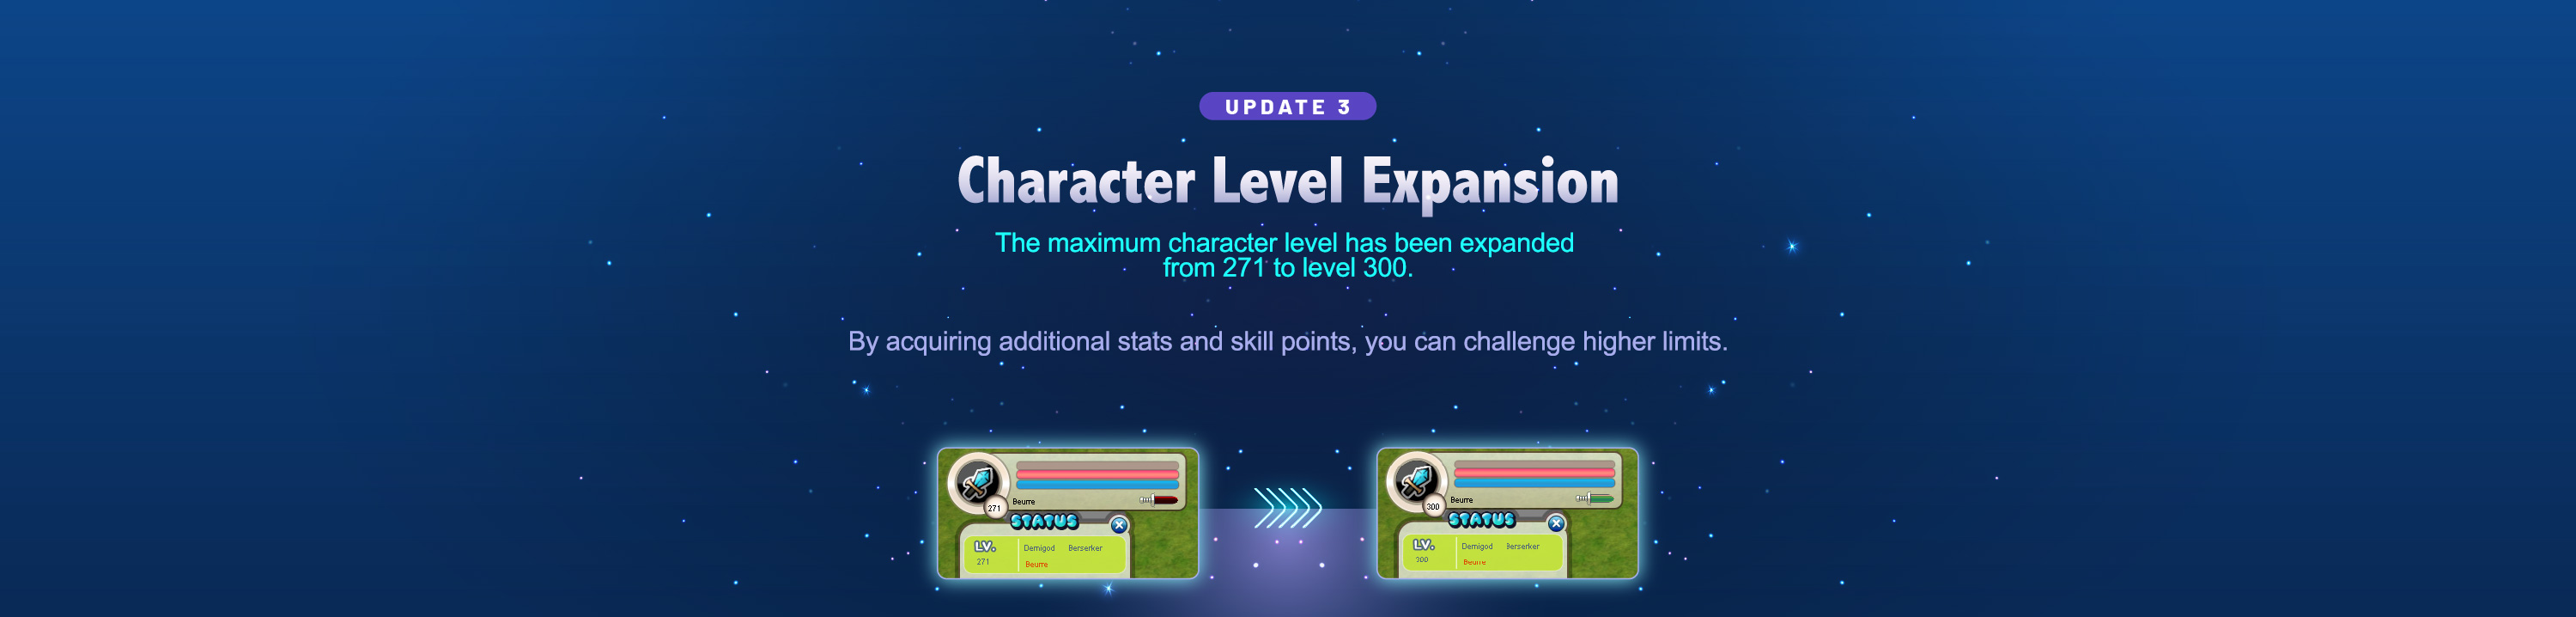 UPDATE 3
Character Level Expansion
The maximum character level has been expanded
from 271 to level 300.
By acquiring additional stats and skill points, you can challenge higher limits.
Beurre
271
STATUS
LV.
Demigod Berserker
271
Beurre
Beurre
300
STATUS
LV.
Demigod Berserker
300
Beurre